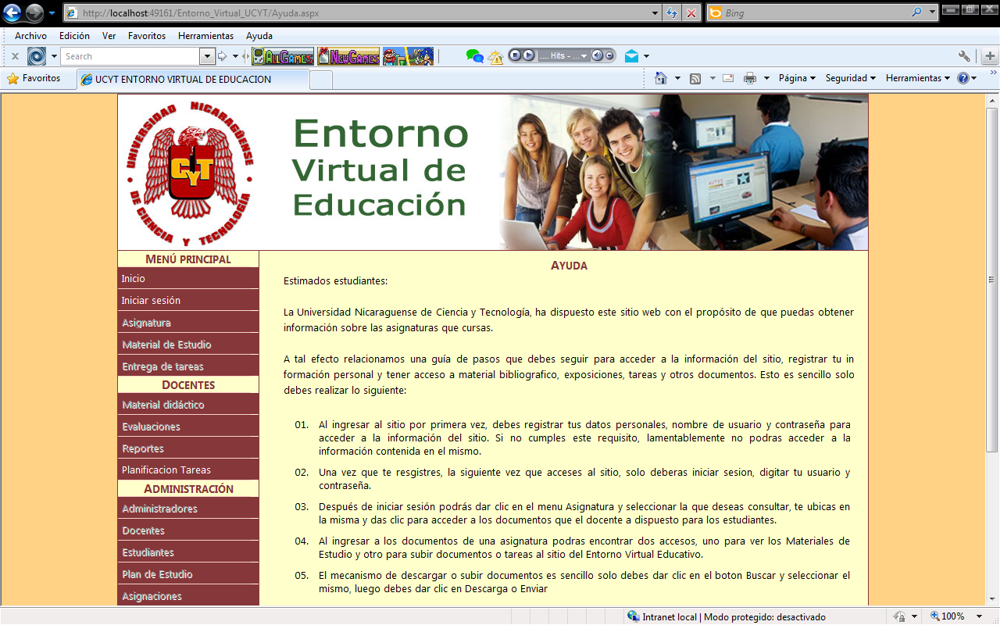 http://localhost:49161/Entorno_Virtual_UCYT/Ayuda.aspx
Bing
Archivo Edición Ver Favoritos Herramientas Ayuda
Search
ALLGAMES
NEWGAMES
..... Hits - ...
Favoritos
UCYT ENTORNO VIRTUAL DE EDUCACION
Página
Seguridad
Herramientas
UNIVERSIDAD NICARAGÜENSE
DE CIENCIA Y TECNOLOGÍA
CYT
Entorno
Virtual de
Educación
MENÚ PRINCIPAL
Inicio
Iniciar sesión
Asignatura
Material de Estudio
Entrega de tareas
DOCENTES
Material didáctico
Evaluaciones
Reportes
Planificacion Tareas
ADMINISTRACIÓN
Administradores
Docentes
Estudiantes
Plan de Estudio
Asignaciones
AYUDA
Estimados estudiantes:
La Universidad Nicaraguense de Ciencia y Tecnología, ha dispuesto este sitio web con el propósito de que puedas obtener
información sobre las asignaturas que cursas.
A tal efecto relacionamos una guía de pasos que debes seguir para acceder a la información del sitio, registrar tu in
formación personal y tener acceso a material bibliografico, exposiciones, tareas y otros documentos. Esto es sencillo solo
debes realizar lo siguiente:
01. Al ingresar al sitio por primera vez, debes registrar tus datos personales, nombre de usuario y contraseña para
acceder a la información del sitio. Si no cumples este requisito, lamentablemente no podras acceder a la
información contenida en el mismo.
02. Una vez que te resgistres, la siguiente vez que acceses al sitio, solo deberas iniciar sesion, digitar tu usuario y
contraseña.
03. Después de iniciar sesión podrás dar clic en el menu Asignatura y seleccionar la que deseas consultar, te ubicas en
la misma y das clic para acceder a los documentos que el docente a dispuesto para los estudiantes.
04. Al ingresar a los documentos de una asignatura podras encontrar dos accesos, uno para ver los Materiales de
Estudio y otro para subir documentos o tareas al sitio del Entorno Virtual Educativo.
05. El mecanismo de descargar o subir documentos es sencillo solo debes dar clic en el boton Buscar y seleccionar el
mismo, luego debes dar clic en Descarga o Enviar
Intranet local | Modo protegido: desactivado
100%